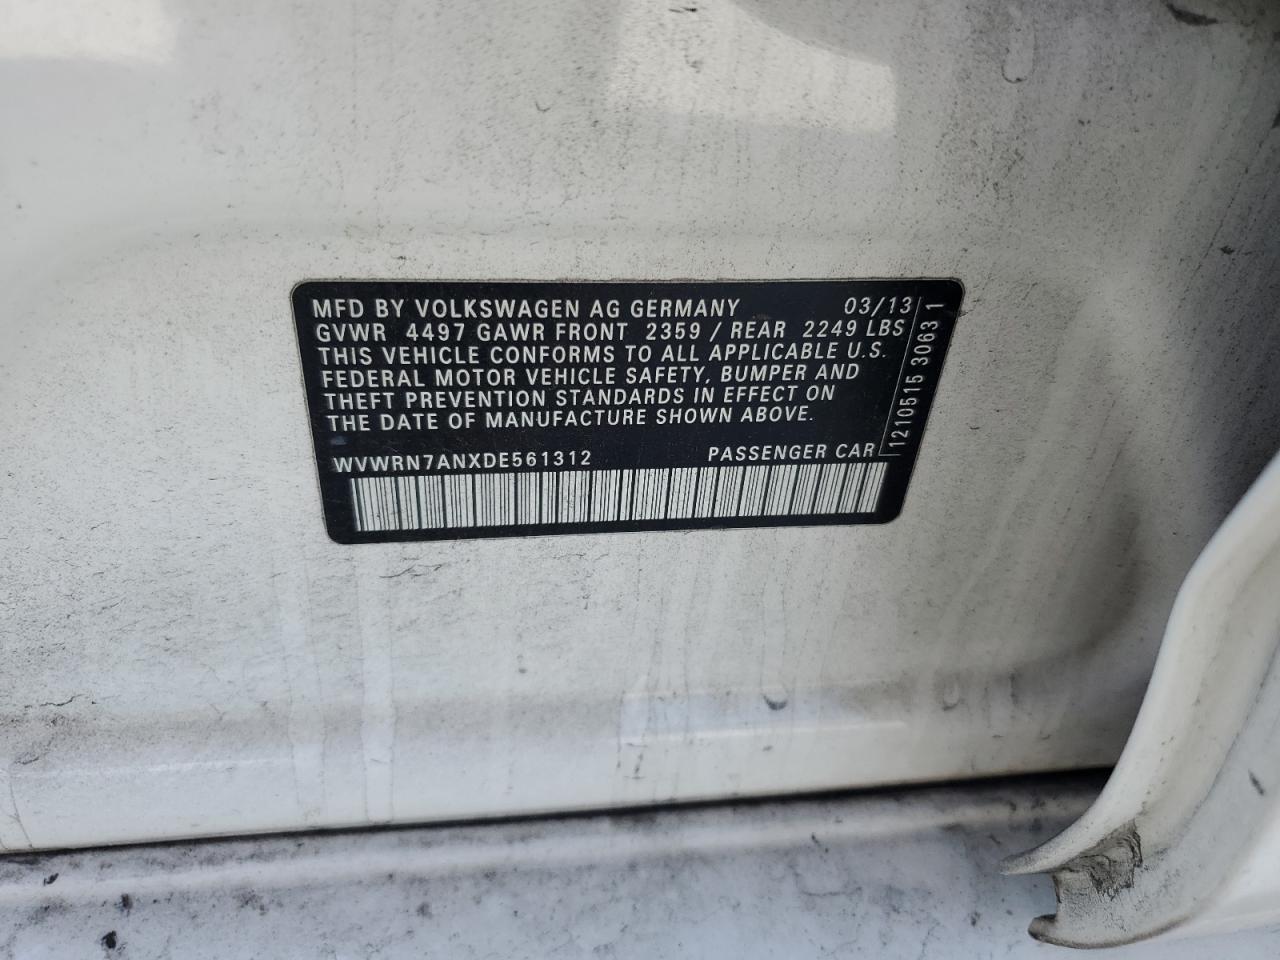 MFD BY VOLKSWAGEN AG GERMANY 03/13
GVWR 4497 GAWR FRONT 2359 / REAR 2249 LBS
THIS VEHICLE CONFORMS TO ALL APPLICABLE U.S.
FEDERAL MOTOR VEHICLE SAFETY, BUMPER AND
THEFT PREVENTION STANDARDS IN EFFECT ON
THE DATE OF MANUFACTURE SHOWN ABOVE.
WVWRN7ANXDE561312 PASSENGER CAR
1210515 3063 1